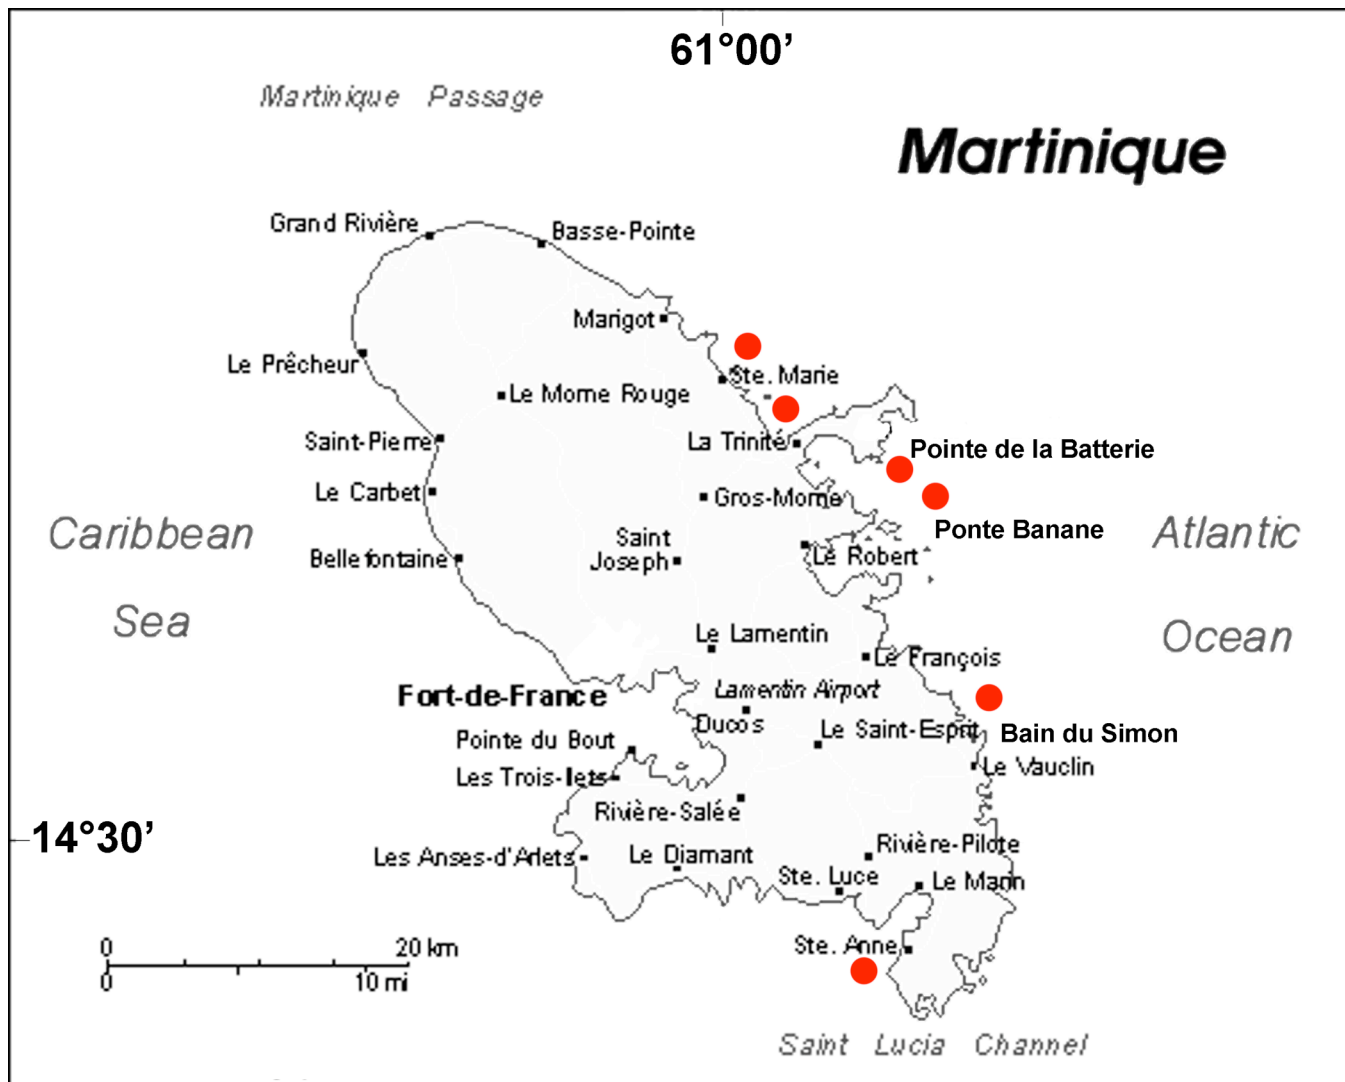 61°00’
Martinique Passage
Martinique
Grand Rivière
Basse-Pointe
Marigot
Le Prêcheur
Ste. Marie
Le Morne Rouge
Saint-Pierre
La Trinité
Pointe de la Batterie
Le Carbet
Gros-Morne
Ponte Banane
Caribbean
Sea
Atlantic
Ocean
Saint
Joseph
Bellefontaine
Le Robert
Le Lamentin
Le François
Fort-de-France
Lamentin Airport
Ducos
Le Saint-Esprit
Bain du Simon
Pointe du Bout
Le Vauclin
Les Trois-Ilets
Rivière-Salée
14°30’
Rivière-Pilote
Les Anses-d'Arlets
Le Diamant
Ste. Luce
Le Marin
Ste. Anne
0 20 km
0 10 mi
Saint Lucia Channel